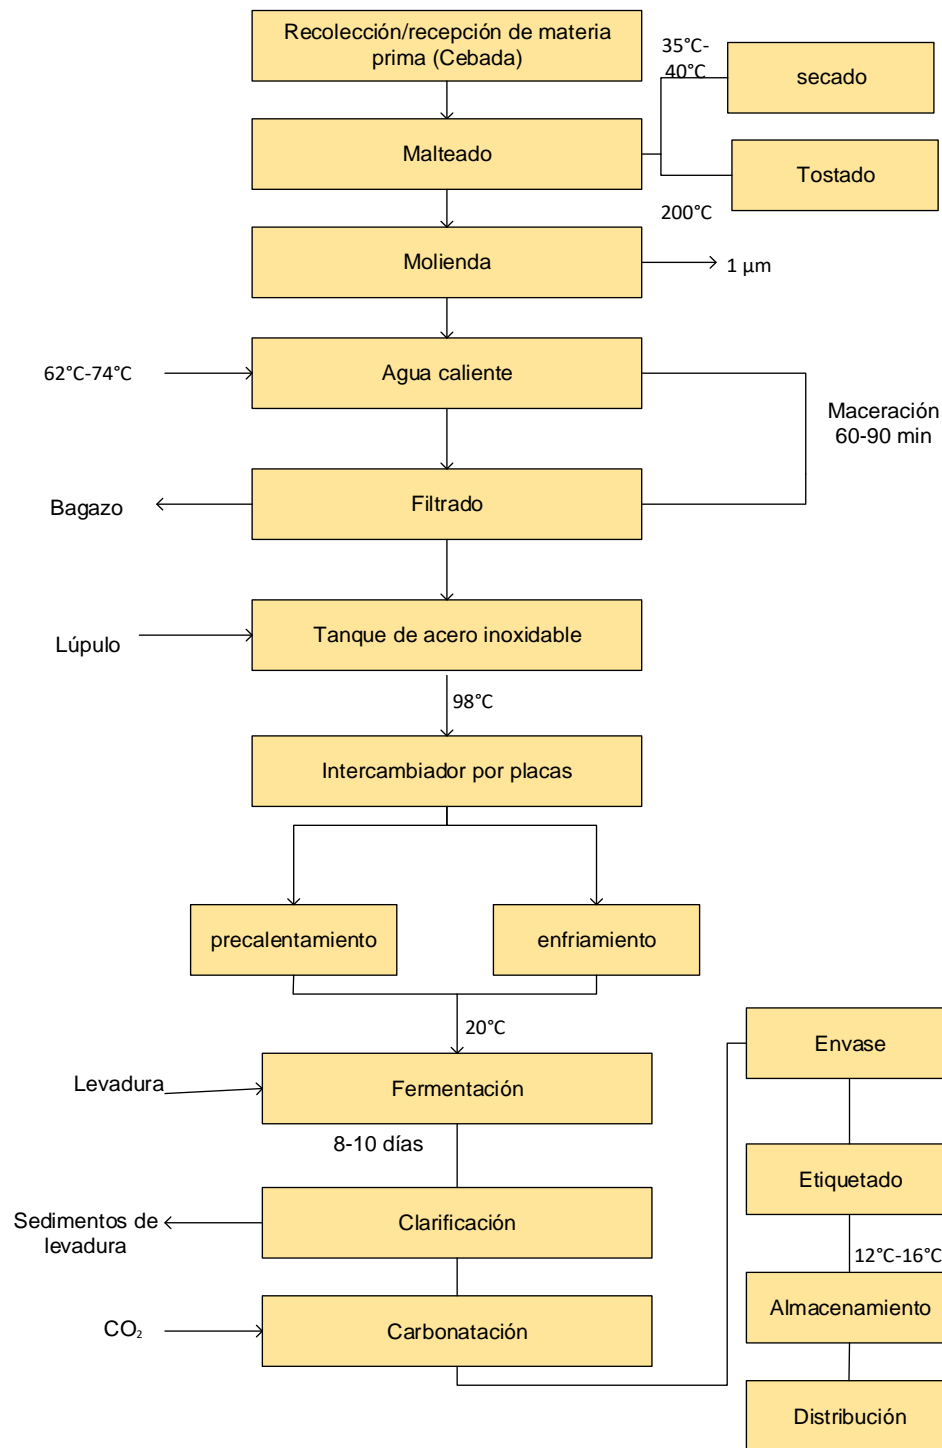 Recolección/recepción de materia
prima (Cebada)
35°C-
40°C
secado
Malteado
Tostado
200°C
Molienda
1 µm
62°C-74°C
Agua caliente
Maceración
60-90 min
Bagazo
Filtrado
Lúpulo
Tanque de acero inoxidable
98°C
Intercambiador por placas
precalentamiento
enfriamiento
20°C
Envase
Levadura
Fermentación
8-10 días
Etiquetado
Sedimentos de
levadura
Clarificación
12°C-16°C
Almacenamiento
CO₂
Carbonatación
Distribución